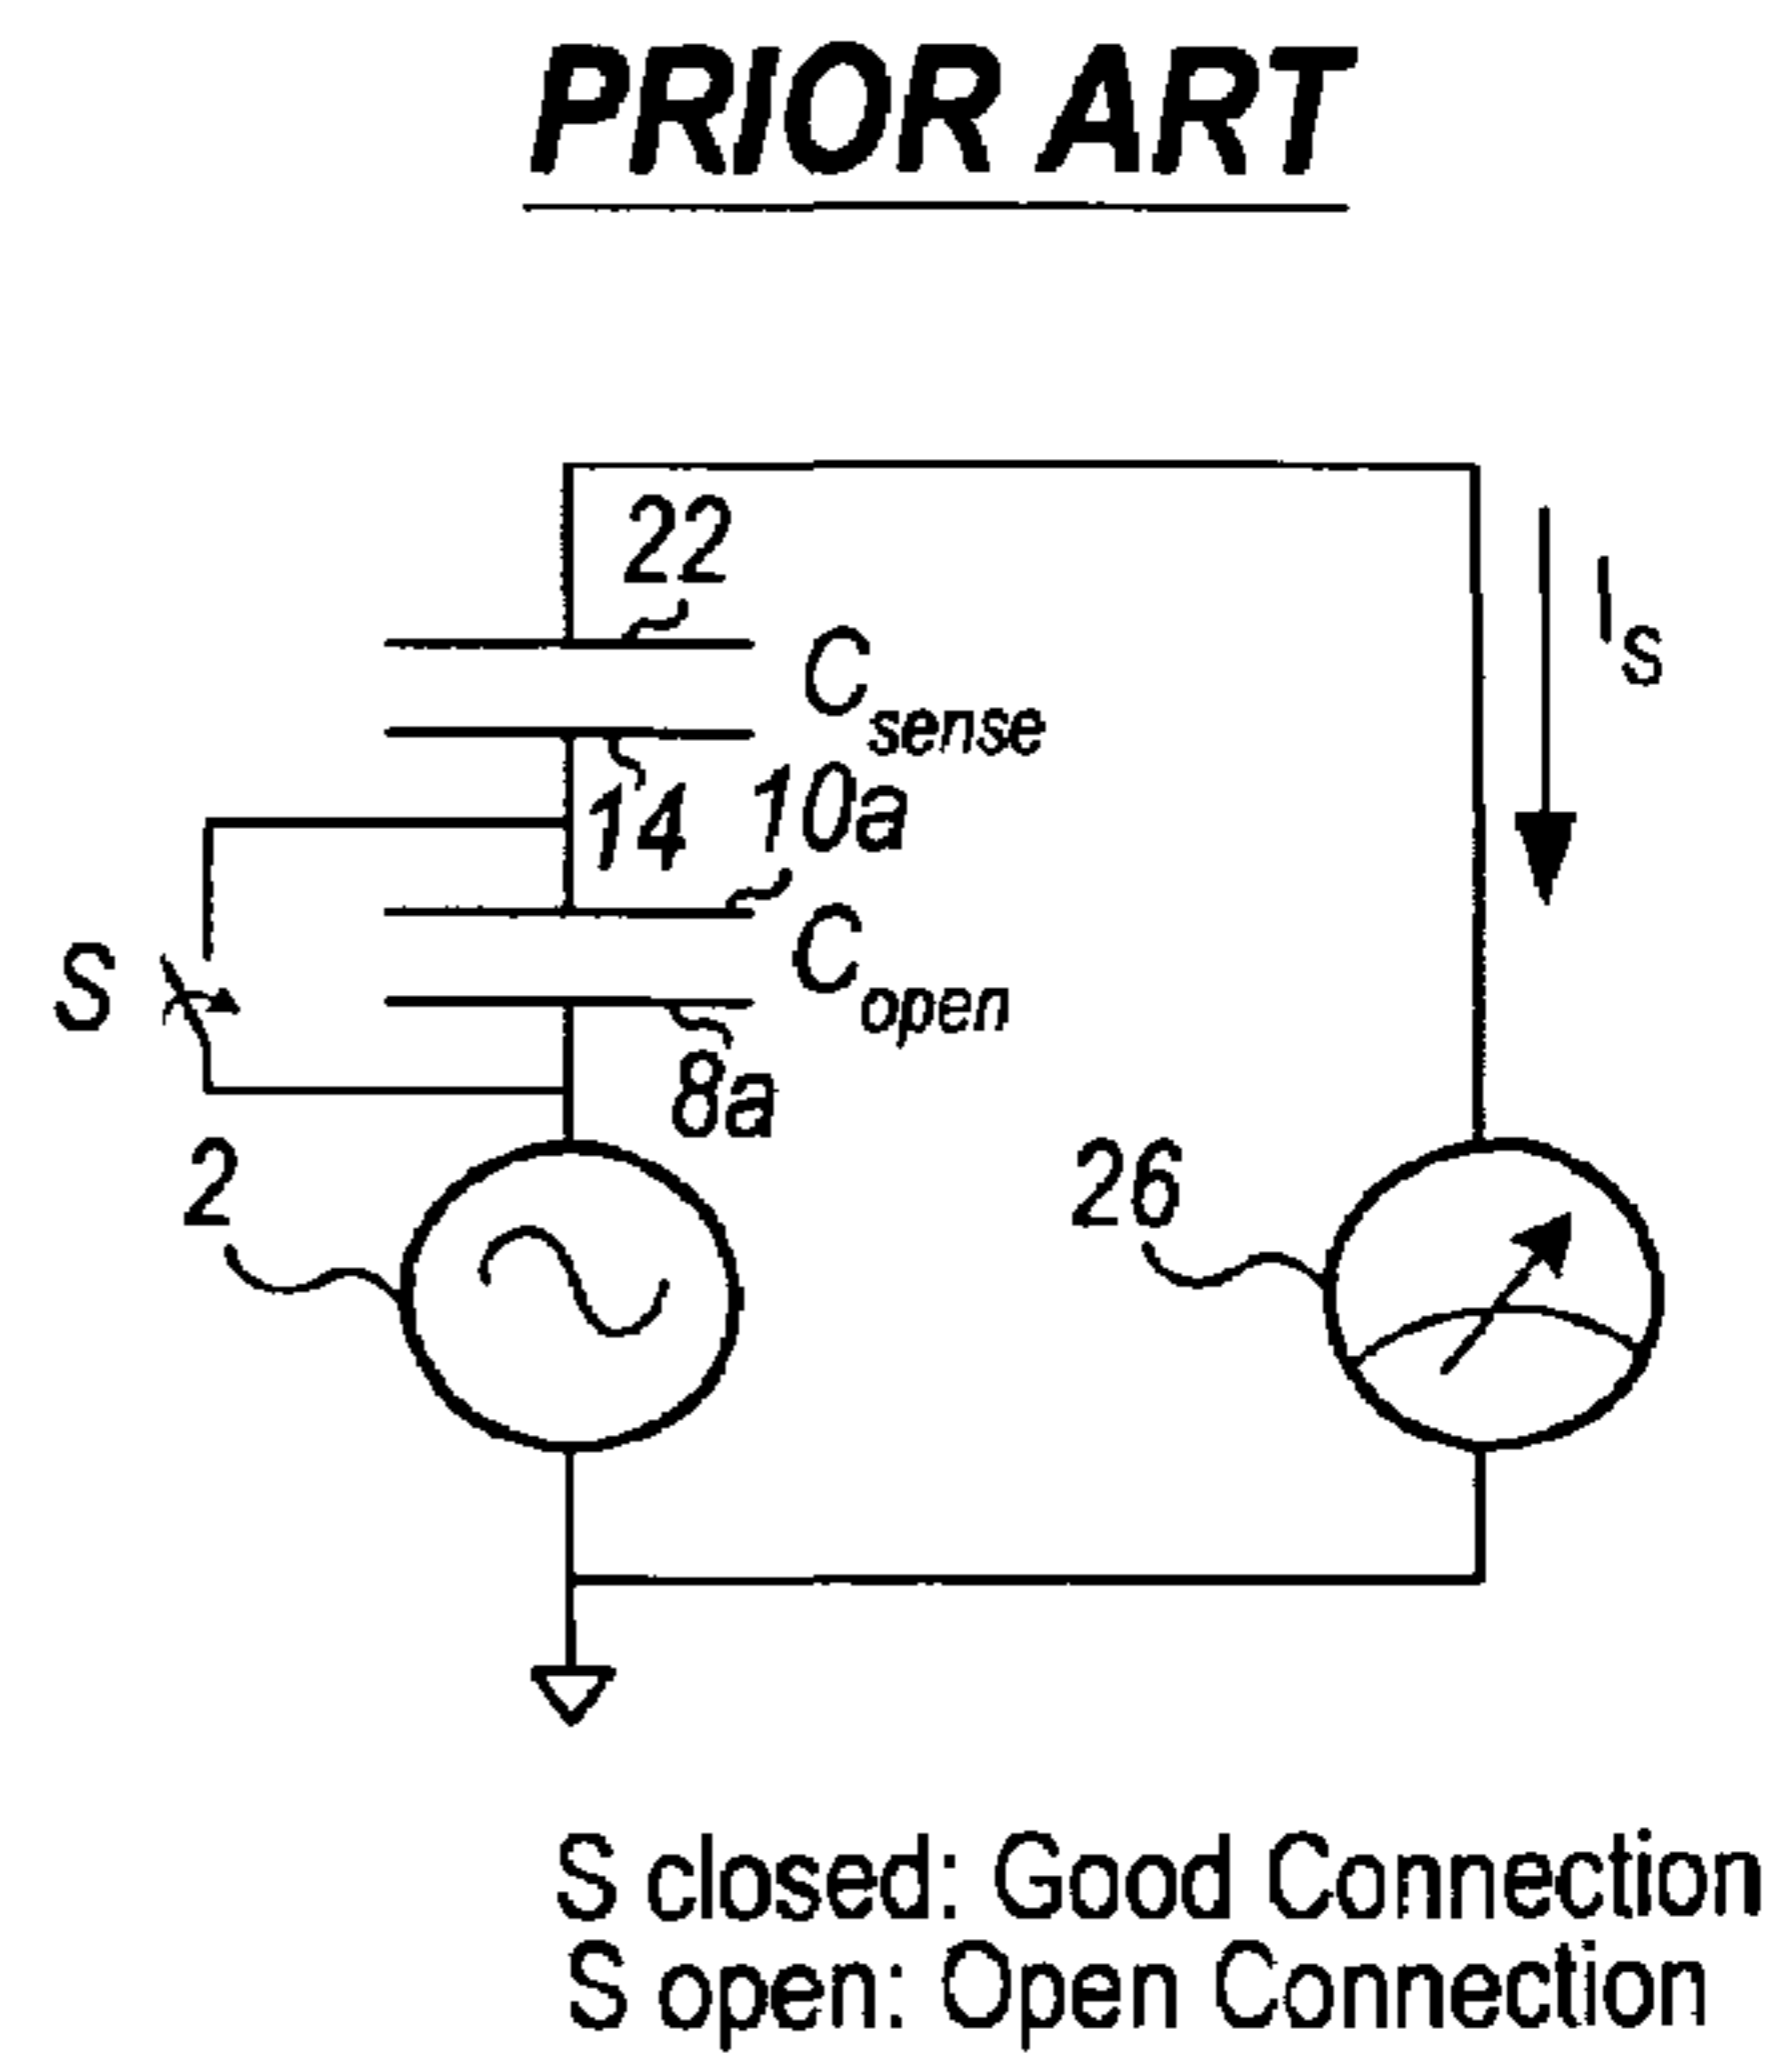 PRIOR ART
22
C sense
I S
14
10a
C open
S
8a
2
26
S closed: Good Connection
S open: Open Connection